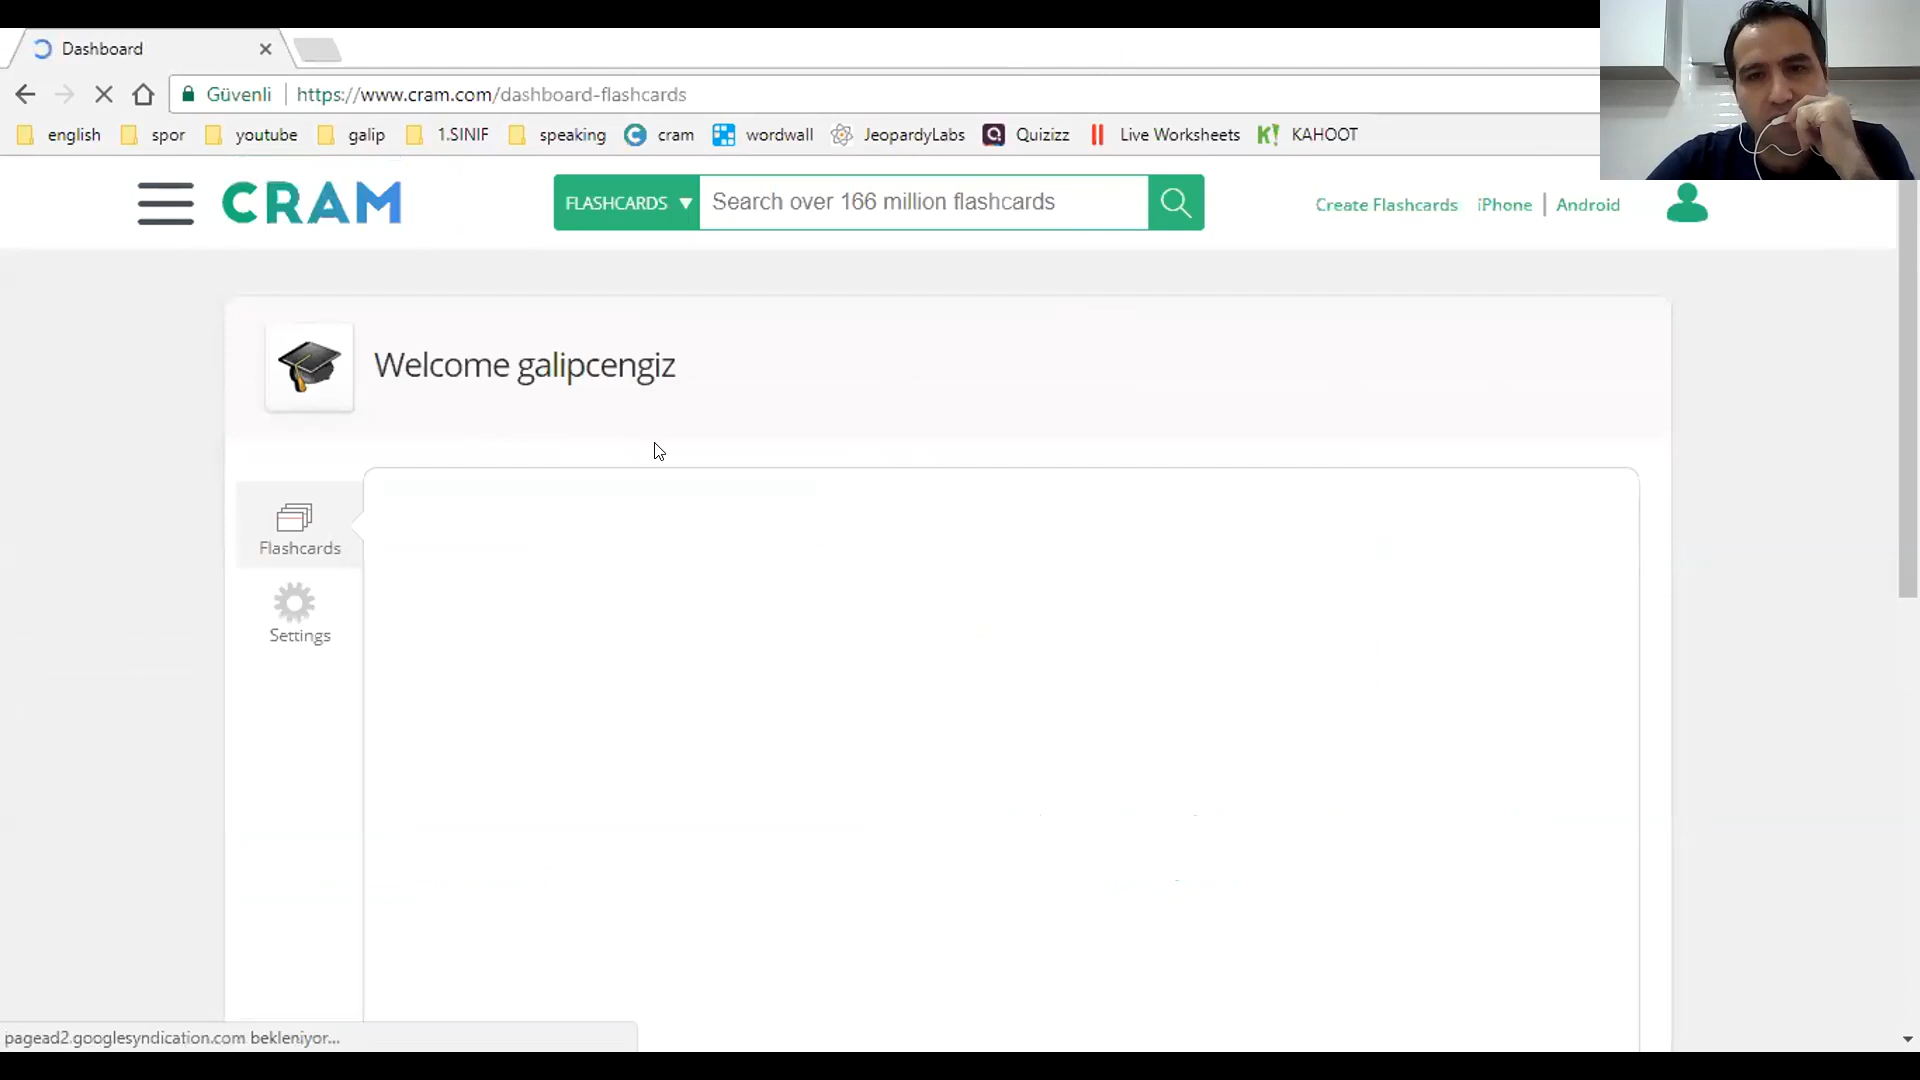 Dashboard
Güvenli https://www.cram.com/dashboard-flashcards
english spor youtube galip 1.SINIF speaking cram wordwall JeopardyLabs Quizizz Live Worksheets K! KAHOOT
CRAM FLASHCARDS ▼ Search over 166 million flashcards Create Flashcards iPhone | Android
Welcome galipcengiz
Flashcards
Settings
pagead2.googlesyndication.com bekleniyor...